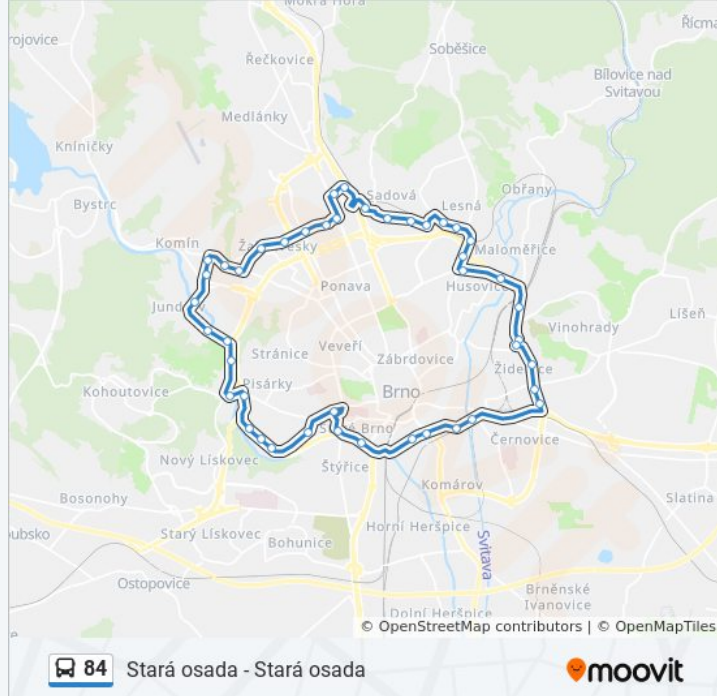 Mokrá Hora
Řícma
rojovice
Řečkovice
Soběšice
Bílovice nad
Svitavou
Medlánky
Kníničky
Sadová
Lesná
Obřany
Bystrc
Komín
Maloměřice
Ponava
Husovice
Líšeň
Vinohrady
Stránice
Veveří
Zábrdovice
Židenice
Pisárky
Kohoutovice
Brno
Staré Brno
Černovice
Nový Lískovec
Štýřice
Komárov
Bosonohy
Slatina
Starý Lískovec
Horní Heršpice
oubsko
Bohunice
Svitava
Ostopovice
Brněnské
Ivanovice
Dolní Heršpice
© OpenStreetMap contributors | © OpenMapTiles
84 Stará osada - Stará osada
moovit